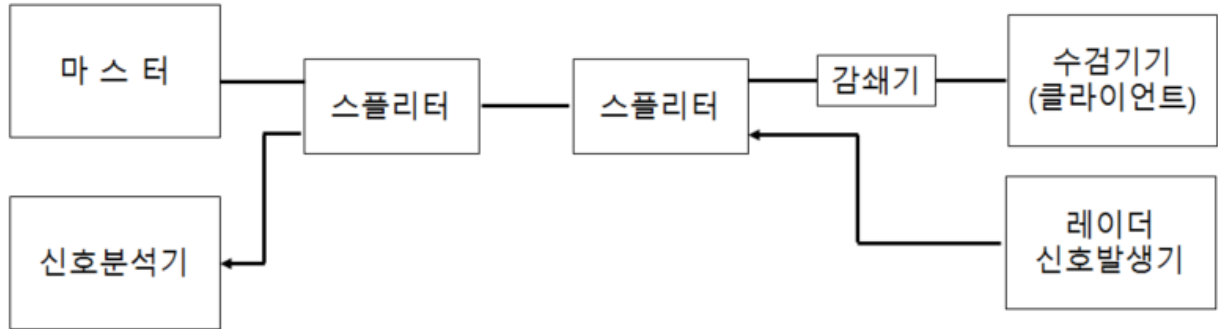 마 스 터
스플리터
스플리터
감쇄기
수검기기
(클라이언트)
신호분석기
레이더
신호발생기